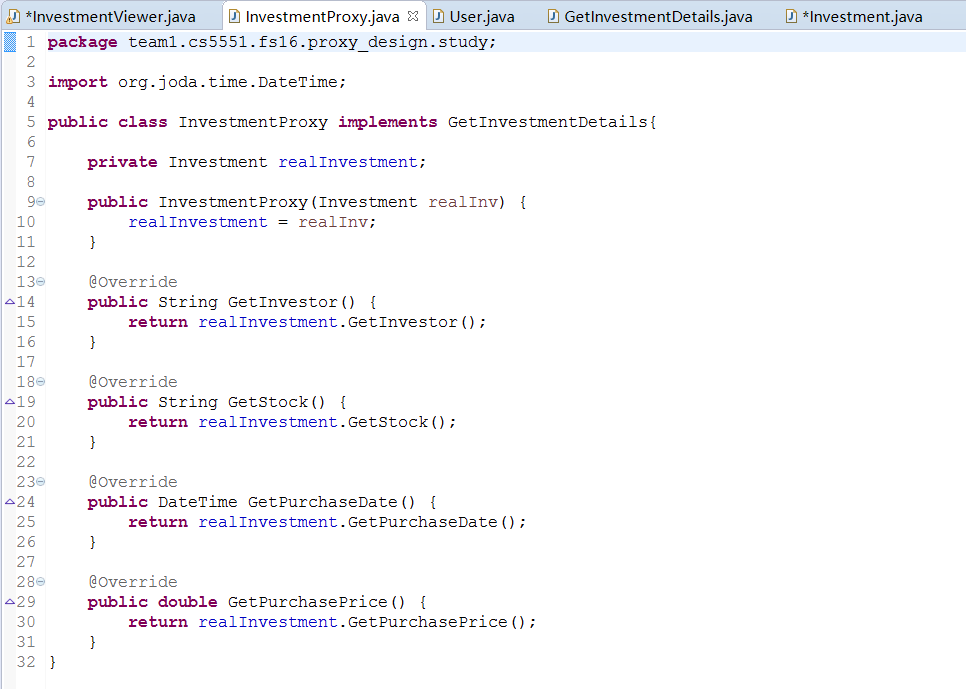 *InvestmentViewer.java InvestmentProxy.java User.java GetInvestmentDetails.java *Investment.java
1 package team1.cs5551.fs16.proxy_design.study;
2
3 import org.joda.time.DateTime;
4
5 public class InvestmentProxy implements GetInvestmentDetails{
6
7     private Investment realInvestment;
8
9     public InvestmentProxy(Investment realInv) {
10         realInvestment = realInv;
11     }
12
13     @Override
14     public String GetInvestor() {
15         return realInvestment.GetInvestor();
16     }
17
18     @Override
19     public String GetStock() {
20         return realInvestment.GetStock();
21     }
22
23     @Override
24     public DateTime GetPurchaseDate() {
25         return realInvestment.GetPurchaseDate();
26     }
27
28     @Override
29     public double GetPurchasePrice() {
30         return realInvestment.GetPurchasePrice();
31     }
32 }